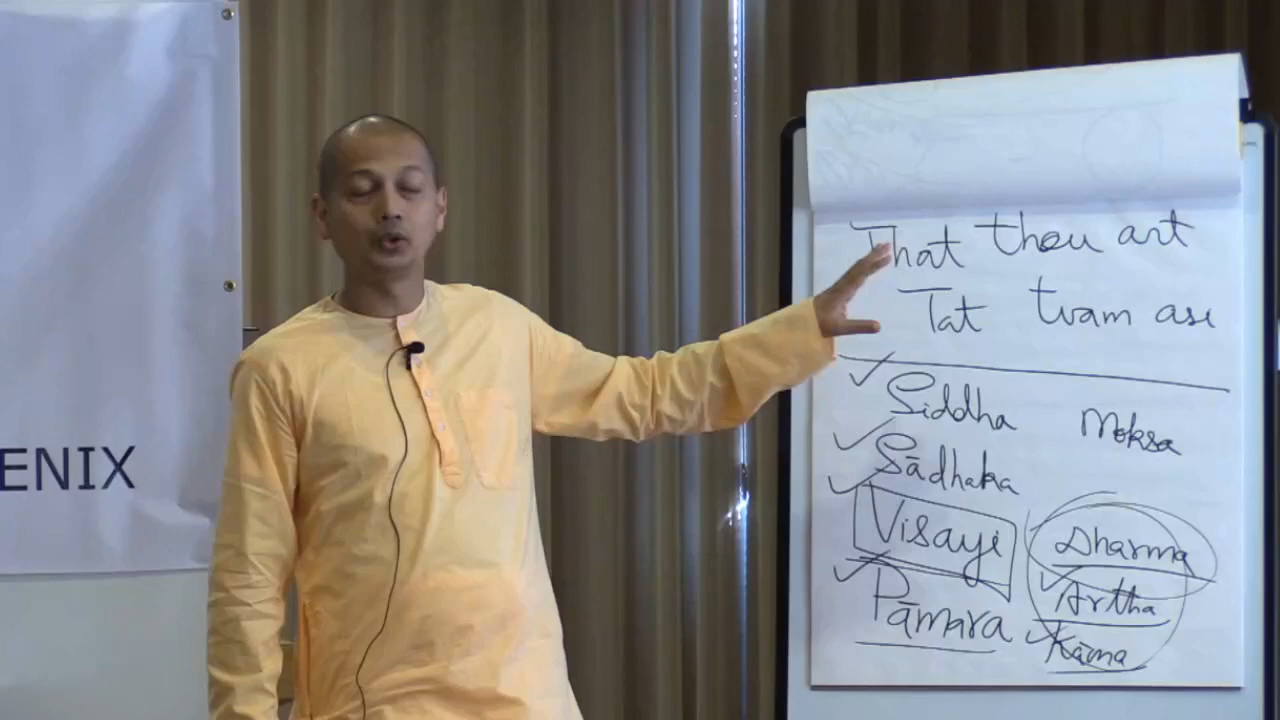 ENIX
That thou art
Tat tvam asi
Siddha Moksa
Sādhaka
Visayi Dharma
Pāmara Artha
Kāma